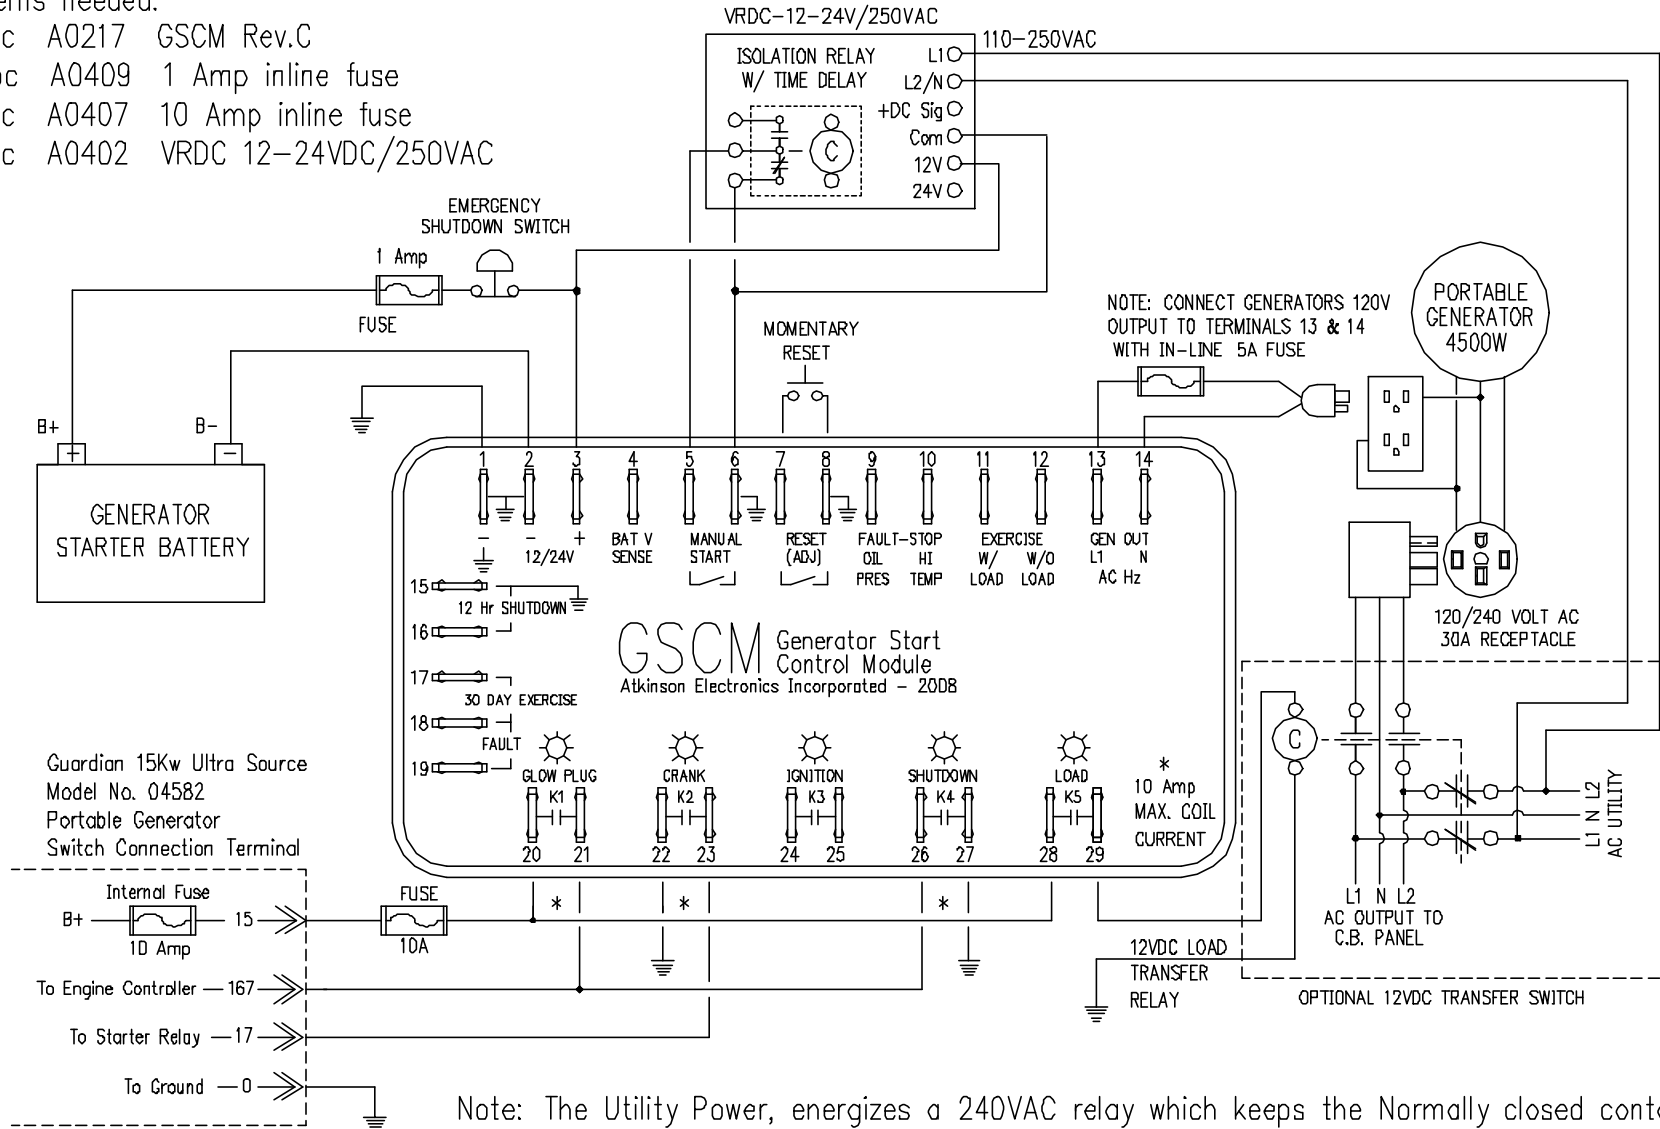 needed:
A0217 GSCM Rev.C
A0409 1 Amp inline fuse
A0407 10 Amp inline fuse
A0402 VRDC 12-24VDC/250VAC
VRDC-12-24V/250VAC
ISOLATION RELAY
W/ TIME DELAY
C
L1
L2/N
+DC Sig
Com
12V
24V
110-250VAC
EMERGENCY
SHUTDOWN SWITCH
1 Amp
FUSE
MOMENTARY
RESET
NOTE: CONNECT GENERATORS 120V
OUTPUT TO TERMINALS 13 & 14
WITH IN-LINE 5A FUSE
PORTABLE
GENERATOR
4500W
B+
B-
+
-
GENERATOR
STARTER BATTERY
1 2 3 4 5 6 7 8 9 10 11 12 13 14
- - +
12/24V
BAT V
SENSE
MANUAL
START
RESET
(ADJ)
FAULT-STOP
OIL
PRES
HI
TEMP
EXERCISE
W/
LOAD
W/O
LOAD
GEN OUT
L1 N
AC Hz
15
12 Hr SHUTDOWN
16
17
30 DAY EXERCISE
18
FAULT
19
GSCM Generator Start
Control Module
Atkinson Electronics Incorporated - 2008
120/240 VOLT AC
30A RECEPTACLE
GLOW PLUG
K1
CRANK
K2
IGNITION
K3
SHUTDOWN
K4
LOAD
K5
*
10 Amp
MAX. COIL
CURRENT
20 21 22 23 24 25 26 27 28 29
* * *
C
L1 N L2
AC UTILITY
L1 N L2
AC OUTPUT TO
C.B. PANEL
12VDC LOAD
TRANSFER
RELAY
OPTIONAL 12VDC TRANSFER SWITCH
Guardian 15Kw Ultra Source
Model No. 04582
Portable Generator
Switch Connection Terminal
Internal Fuse
B+ 15
10 Amp
FUSE
10A
To Engine Controller 167
To Starter Relay 17
To Ground 0
Note: The Utility Power, energizes a 240VAC relay which keeps the Normally closed